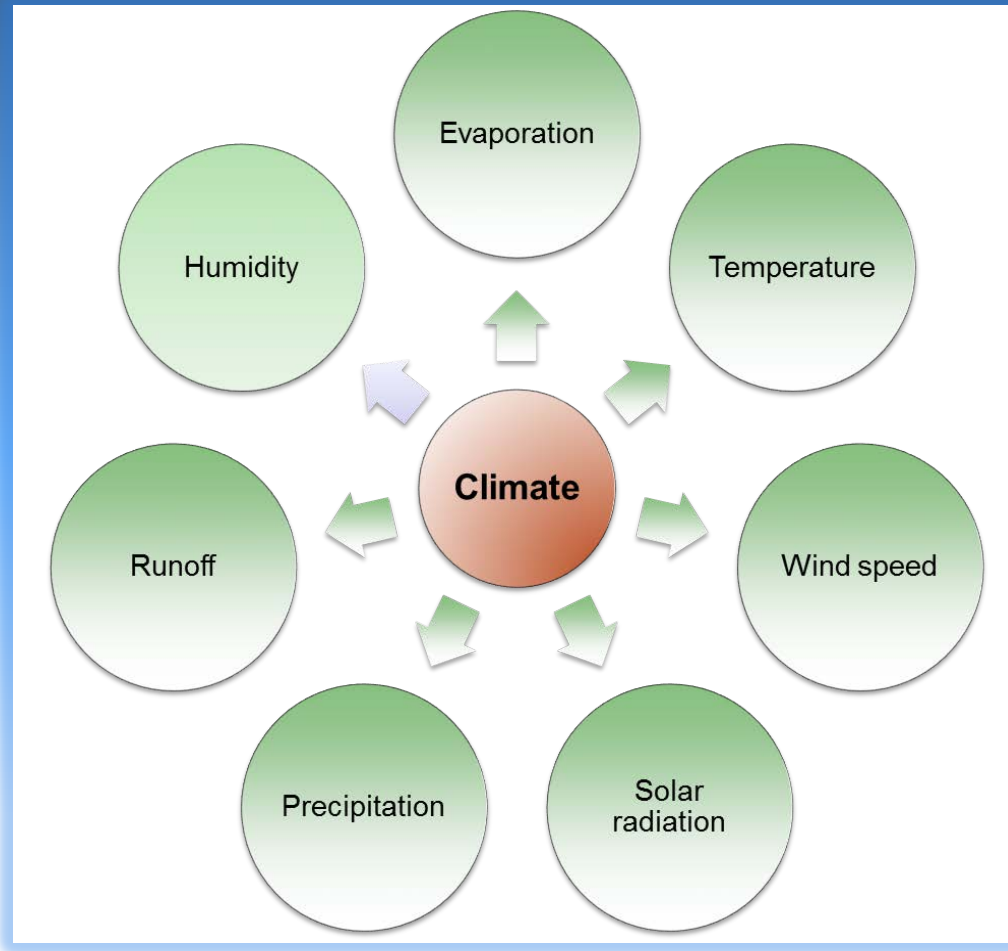 Evaporation
Humidity
Temperature
Climate
Runoff
Wind speed
Precipitation
Solar
radiation